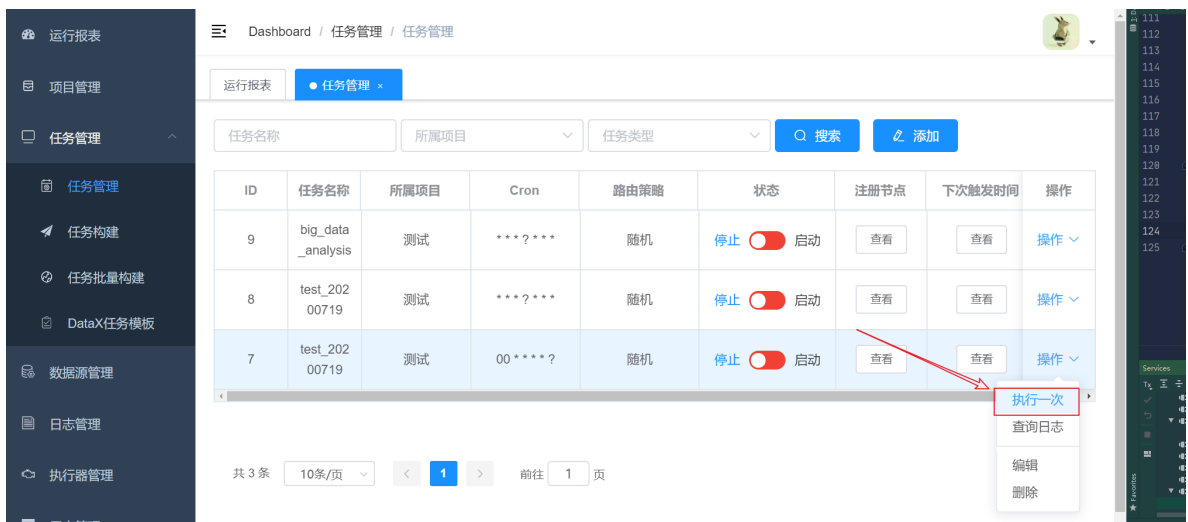 运行报表
项目管理
任务管理
任务管理
任务构建
任务批量构建
DataX任务模板
数据源管理
日志管理
执行器管理
Dashboard / 任务管理 / 任务管理
运行报表 任务管理 ×
任务名称 所属项目 任务类型 搜索 添加
ID 任务名称 所属项目 Cron 路由策略 状态 注册节点 下次触发时间 操作
9 big_data_analysis 测试 * * * ? * * * 随机 停止 启动 查看 查看 操作
8 test_20200719 测试 * * * ? * * * 随机 停止 启动 查看 查看 操作
7 test_20200719 测试 00 * * * * ? 随机 停止 启动 查看 查看 操作
执行一次
查询日志
编辑
删除
共 3 条 10条/页 < 1 > 前往 1 页
111
112
113
114
115
116
117
118
119
120
121
122
123
124
125
Services
Tx
Favorites